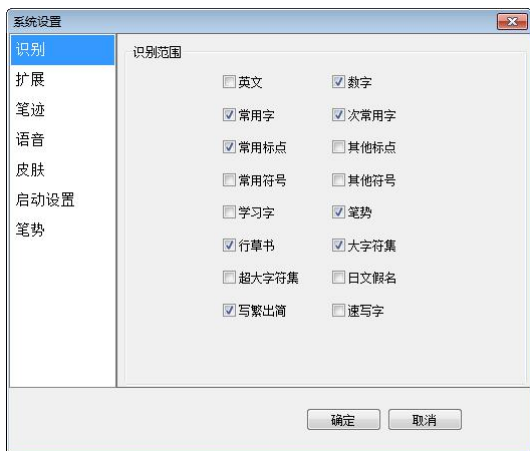 系统设置
识别
扩展
笔迹
语音
皮肤
启动设置
笔势
识别范围
英文 数字
常用字 次常用字
常用标点 其他标点
常用符号 其他符号
学习字 笔势
行草书 大字符集
超大字符集 日文假名
写繁出简 速写字
确定 取消